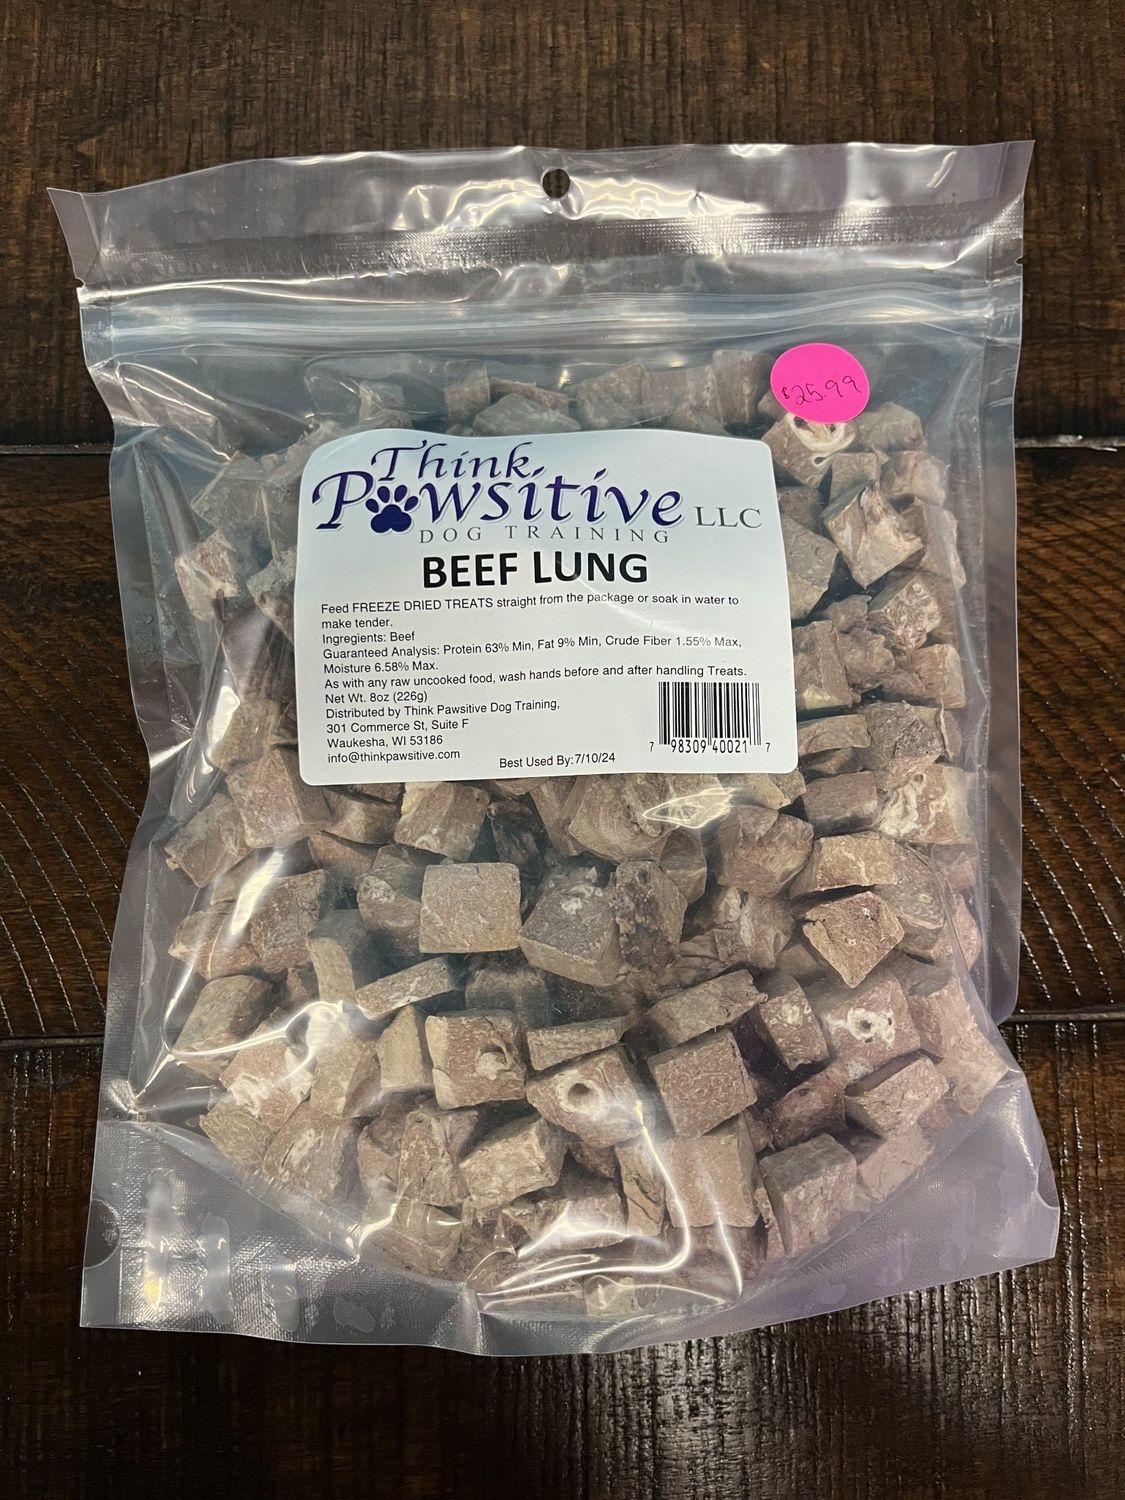 $25.99
Think
Pawsitive LLC
DOG TRAINING
BEEF LUNG
Feed FREEZE DRIED TREATS straight from the package or soak in water to
make tender.
Ingrediients: Beef
Guaranteed Analysis: Protein 63% Min, Fat 9% Min, Crude Fiber 1.55% Max,
Moisture 6.58% Max.
As with any raw uncooked food, wash hands before and after handling Treats.
Net Wt. 8oz (226g)
Distributed by Think Pawsitive Dog Training,
301 Commerce St, Suite F
Waukesha, WI 53186
info@thinkpawsitive.com
Best Used By:7/10/24
7 98309 40021 7